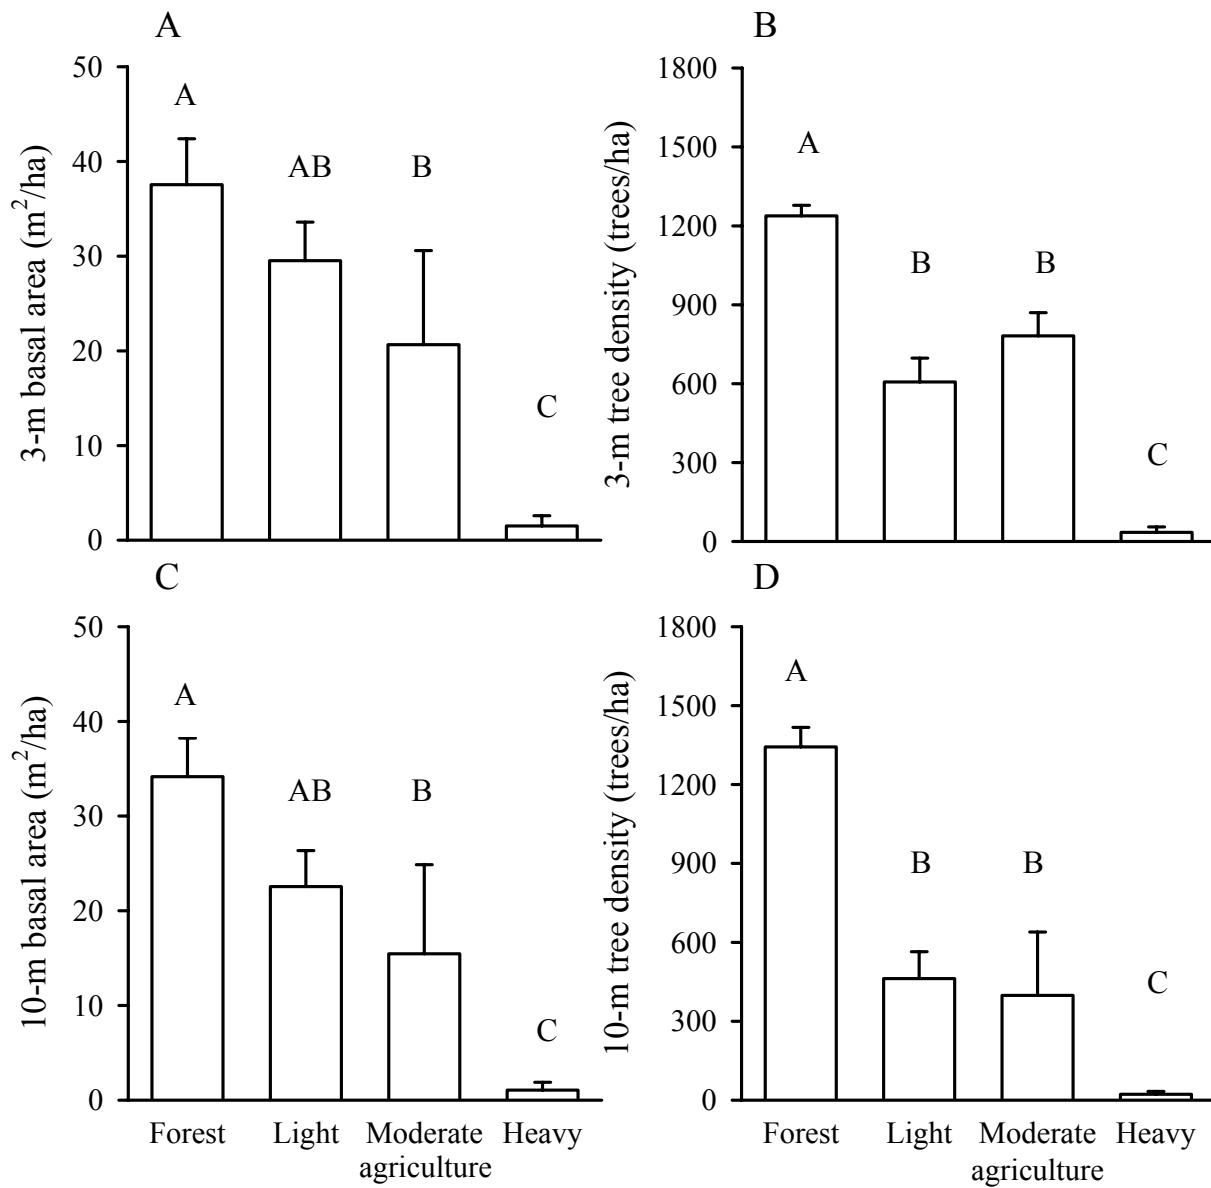 A
3-m basal area (m²/ha)
50
40
30
20
10
0
A
AB
B
C
B
3-m tree density (trees/ha)
1800
1500
1200
900
600
300
0
A
B
B
C
C
10-m basal area (m²/ha)
50
40
30
20
10
0
A
AB
B
C
Forest Light Moderate Heavy
agriculture
D
10-m tree density (trees/ha)
1800
1500
1200
900
600
300
0
A
B
B
C
Forest Light Moderate Heavy
agriculture